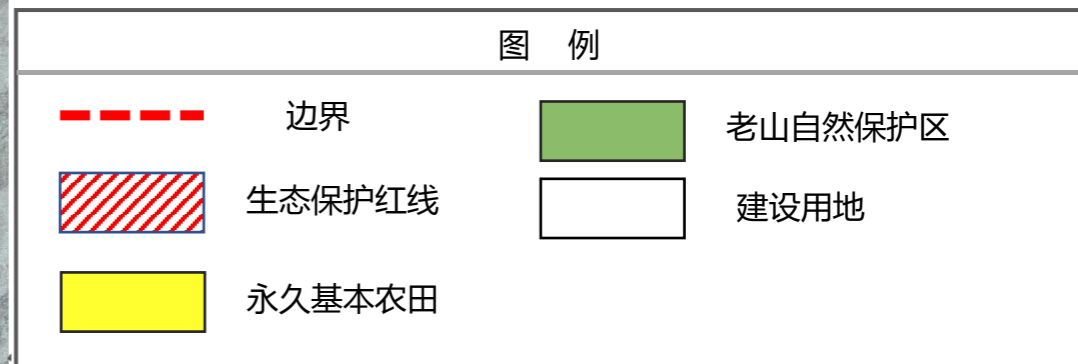 图 例
边界
老山自然保护区
生态保护红线
建设用地
永久基本农田